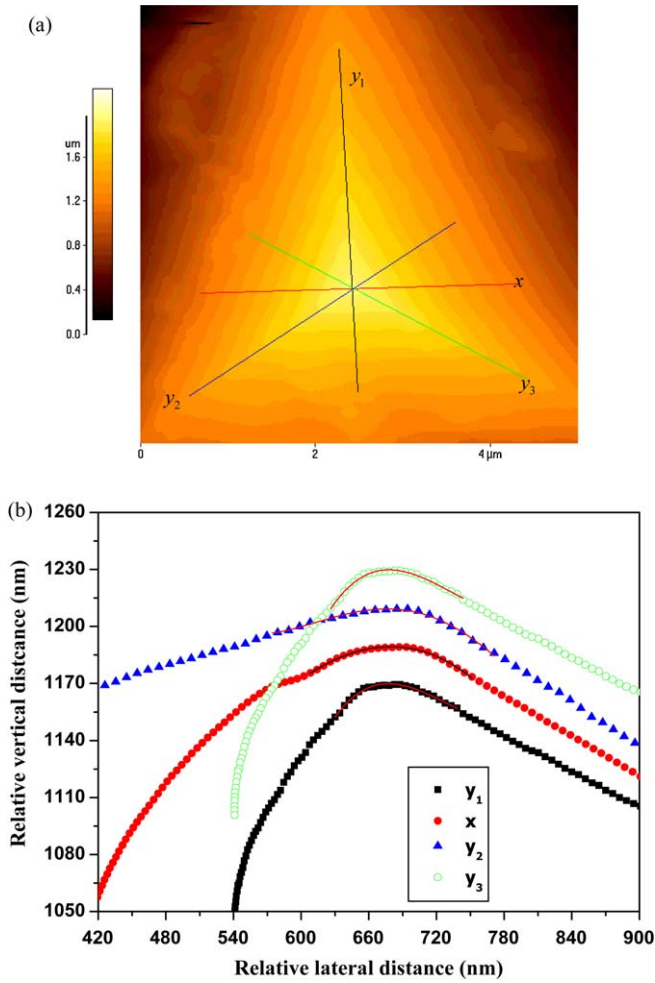 (a)
um
1.6
1.2
0.8
0.4
0.0
y1
x
y2
y3
0
2
4 µm
(b)
Relative vertical distcance (nm)
1260
1230
1200
1170
1140
1110
1080
1050
y1
x
y2
y3
420 480 540 600 660 720 780 840 900
Relative lateral distance (nm)